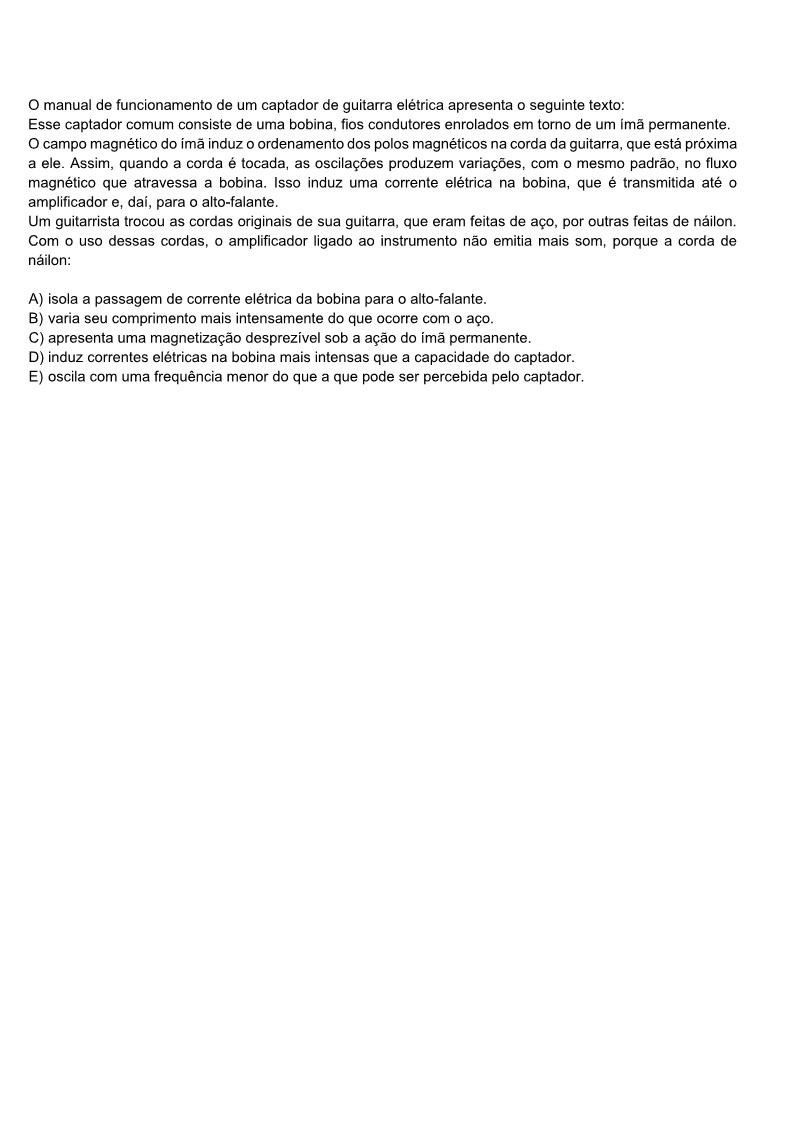 O manual de funcionamento de um captador de guitarra elétrica apresenta o seguinte texto:
Esse captador comum consiste de uma bobina, fios condutores enrolados em torno de um ímã permanente.
O campo magnético do ímã induz o ordenamento dos polos magnéticos na corda da guitarra, que está próxima
a ele. Assim, quando a corda é tocada, as oscilações produzem variações, com o mesmo padrão, no fluxo
magnético que atravessa a bobina. Isso induz uma corrente elétrica na bobina, que é transmitida até o
amplificador e, daí, para o alto-falante.
Um guitarrista trocou as cordas originais de sua guitarra, que eram feitas de aço, por outras feitas de náilon.
Com o uso dessas cordas, o amplificador ligado ao instrumento não emitia mais som, porque a corda de
náilon:
A) isola a passagem de corrente elétrica da bobina para o alto-falante.
B) varia seu comprimento mais intensamente do que ocorre com o aço.
C) apresenta uma magnetização desprezível sob a ação do ímã permanente.
D) induz correntes elétricas na bobina mais intensas que a capacidade do captador.
E) oscila com uma frequência menor do que a que pode ser percebida pelo captador.